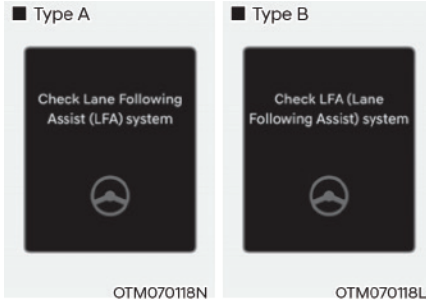 ■ Type A
Check Lane Following
Assist (LFA) system
OTM070118N
■ Type B
Check LFA (Lane
Following Assist) system
OTM070118L